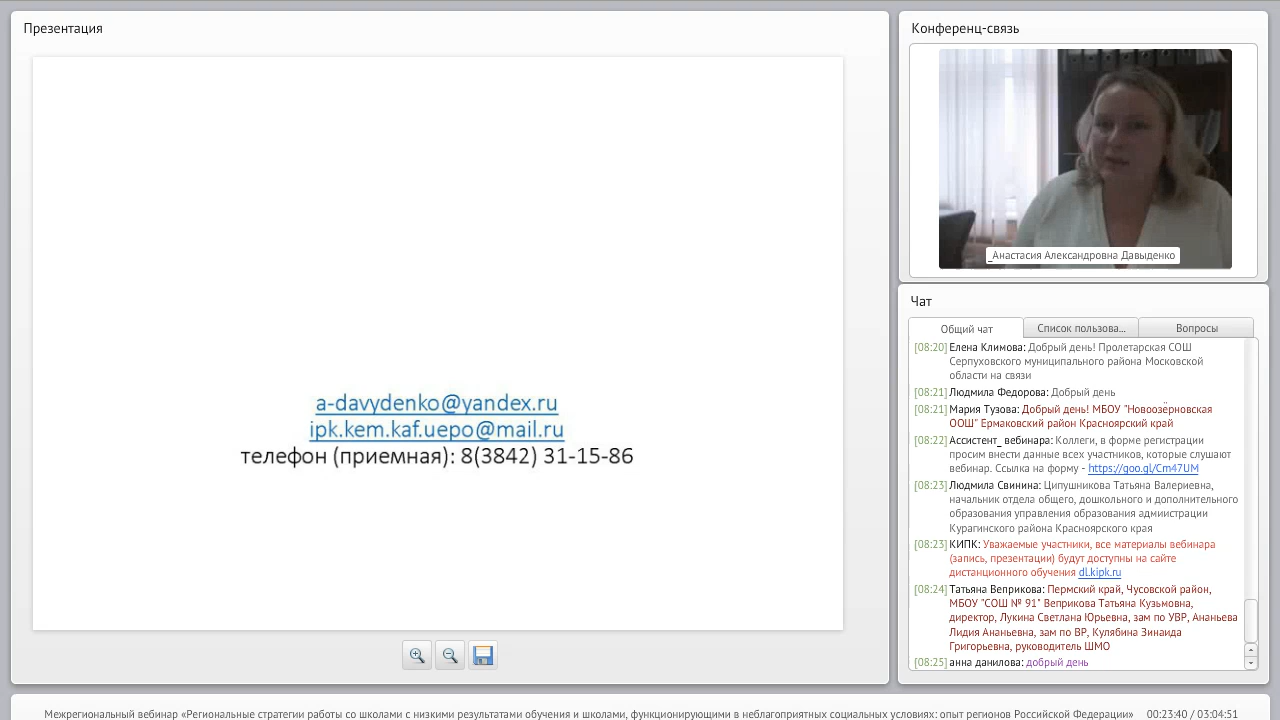 Презентация
a-davydenko@yandex.ru
ipk.kem.kaf.uepo@mail.ru
телефон (приемная): 8(3842) 31-15-86
Конференц-связь
_Анастасия Александровна Давыденко
Чат
Общий чат
Список пользова...
Вопросы
[08:20] Елена Климова: Добрый день! Пролетарская СОШ
Серпуховского муниципального района Московской
области на связи
[08:21] Людмила Федорова: Добрый день
[08:21] Мария Тузова: Добрый день! МБОУ "Новоозёрновская
ООШ" Ермаковский район Красноярский край
[08:22] Ассистент_вебинара: Коллеги, в форме регистрации
просим внести данные всех участников, которые слушают
вебинар. Ссылка на форму - https://goo.gl/Cm47UM
[08:23] Людмила Свинина: Ципушникова Татьяна Валериевна,
начальник отдела общего, дошкольного и дополнительного
образования управления образования адмиистрации
Курагинского района Красноярского края
[08:23] КИПК: Уважаемые участники, все материалы вебинара
(запись, презентации) будут доступны на сайте
дистанционного обучения dl.kipk.ru
[08:24] Татьяна Веприкова: Пермский край, Чусовской район,
МБОУ "СОШ № 91" Веприкова Татьяна Кузьмовна,
директор, Лукина Светлана Юрьевна, зам по УВР, Ананьева
Лидия Ананьевна, зам по ВР, Кулябина Зинаида
Григорьевна, руководитель ШМО
[08:25] анна данилова: добрый день
Межрегиональный вебинар «Региональные стратегии работы со школами с низкими результатами обучения и школами, функционирующими в неблагоприятных социальных условиях: опыт регионов Российской Федерации» 00:23:40 / 03:04:51